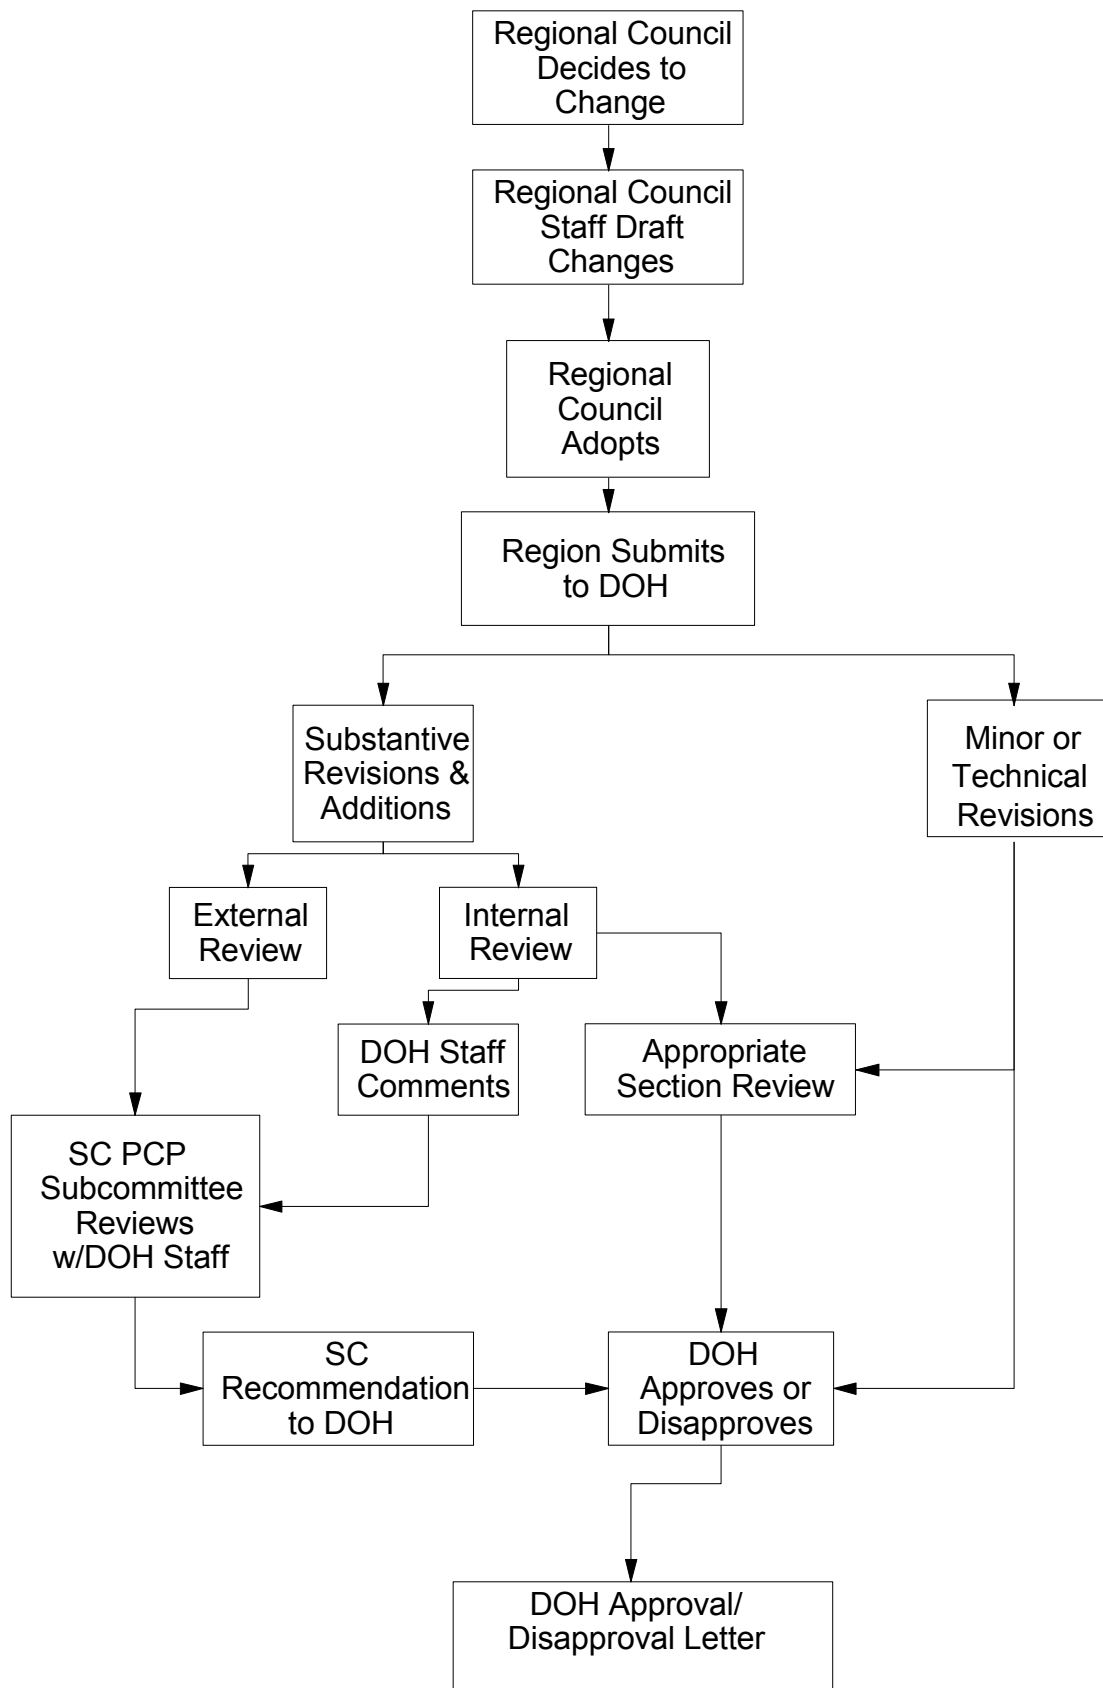 Regional Council
Decides to
Change
Regional Council
Staff Draft
Changes
Regional
Council
Adopts
Region Submits
to DOH
Substantive
Revisions &
Additions
Minor or
Technical
Revisions
External
Review
Internal
Review
DOH Staff
Comments
Appropriate
Section Review
SC PCP
Subcommittee
Reviews
w/DOH Staff
SC
Recommendation
to DOH
DOH
Approves or
Disapproves
DOH Approval/
Disapproval Letter